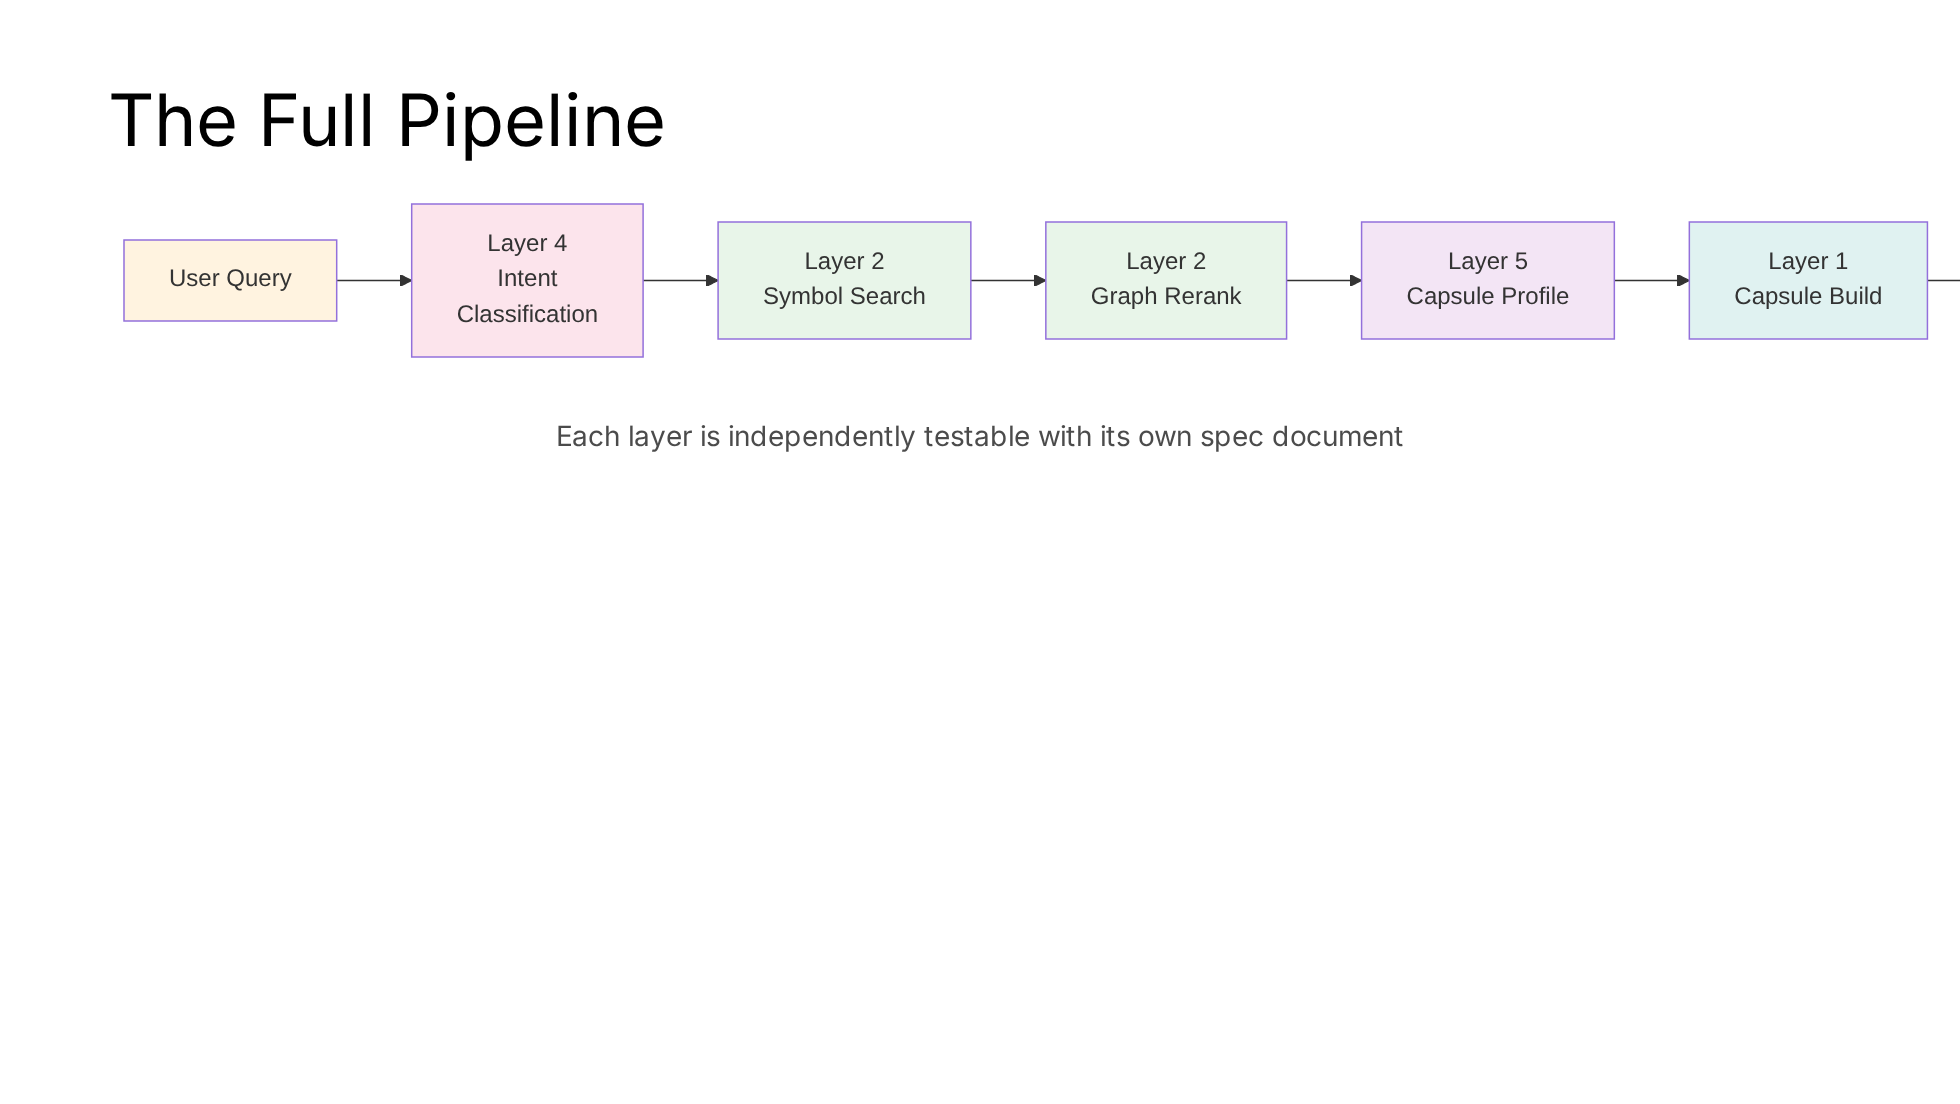 The Full Pipeline
User Query
Layer 4
Intent
Classification
Layer 2
Symbol Search
Layer 2
Graph Rerank
Layer 5
Capsule Profile
Layer 1
Capsule Build
Each layer is independently testable with its own spec document